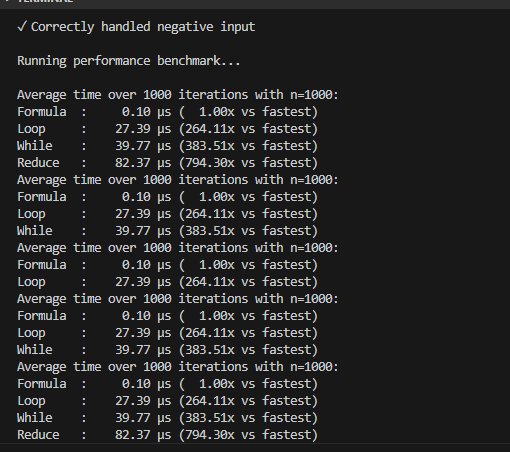 TERMINAL
✓ Correctly handled negative input
Running performance benchmark...
Average time over 1000 iterations with n=1000:
Formula  :     0.10 μs (  1.00x vs fastest)
Loop     :    27.39 μs (264.11x vs fastest)
While    :    39.77 μs (383.51x vs fastest)
Reduce   :    82.37 μs (794.30x vs fastest)
Average time over 1000 iterations with n=1000:
Formula  :     0.10 μs (  1.00x vs fastest)
Loop     :    27.39 μs (264.11x vs fastest)
While    :    39.77 μs (383.51x vs fastest)
Average time over 1000 iterations with n=1000:
Formula  :     0.10 μs (  1.00x vs fastest)
Loop     :    27.39 μs (264.11x vs fastest)
Average time over 1000 iterations with n=1000:
Formula  :     0.10 μs (  1.00x vs fastest)
Loop     :    27.39 μs (264.11x vs fastest)
While    :    39.77 μs (383.51x vs fastest)
Average time over 1000 iterations with n=1000:
Formula  :     0.10 μs (  1.00x vs fastest)
Loop     :    27.39 μs (264.11x vs fastest)
While    :    39.77 μs (383.51x vs fastest)
Reduce   :    82.37 μs (794.30x vs fastest)